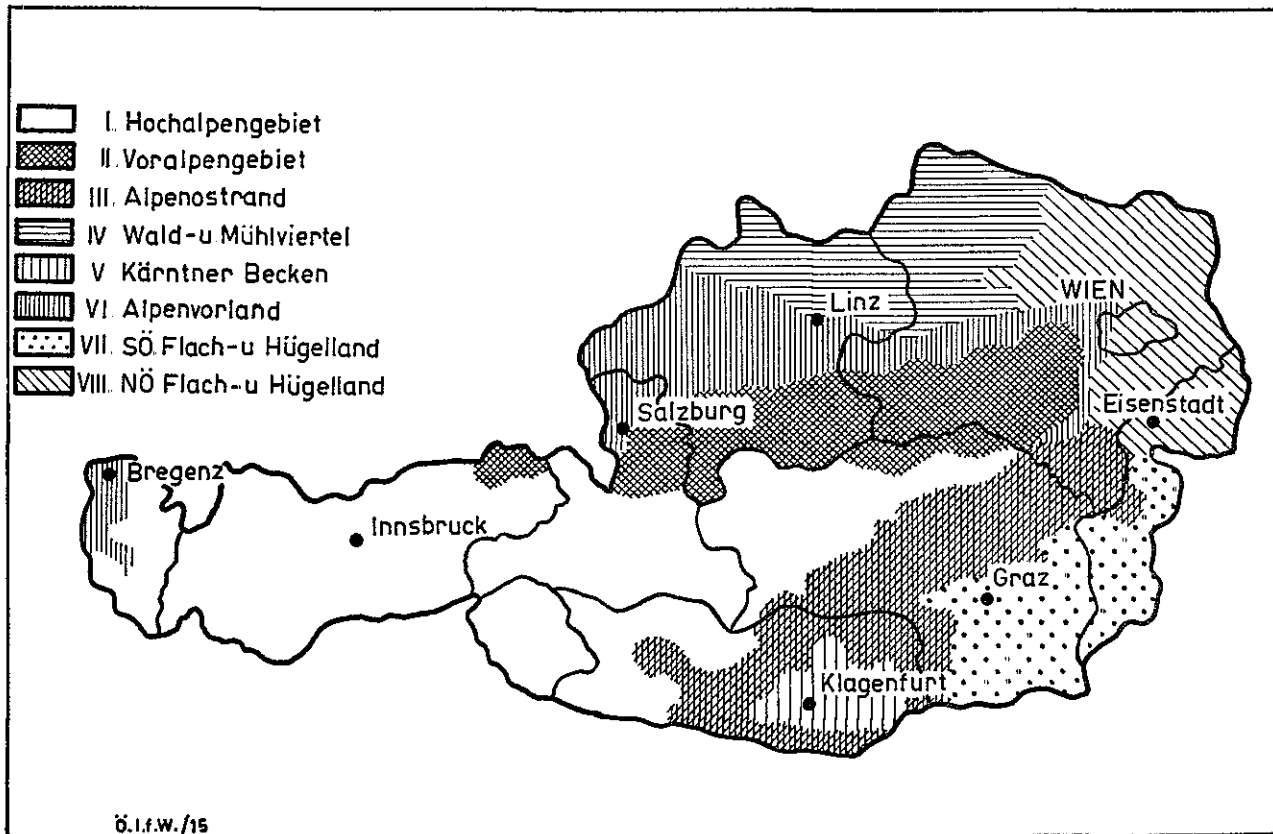 I. Hochalpengebiet
II. Voralpengebiet
III. Alpenostrand
IV Wald-u. Mühlviertel
V Kärntner Becken
VI Alpenvorland
VII. SÖ. Flach-u Hügelland
VIII. NÖ Flach-u Hügelland
WIEN
Linz
Salzburg
Eisenstadt
Bregenz
Innsbruck
Graz
Klagenfurt
Ö.I.f.W./15